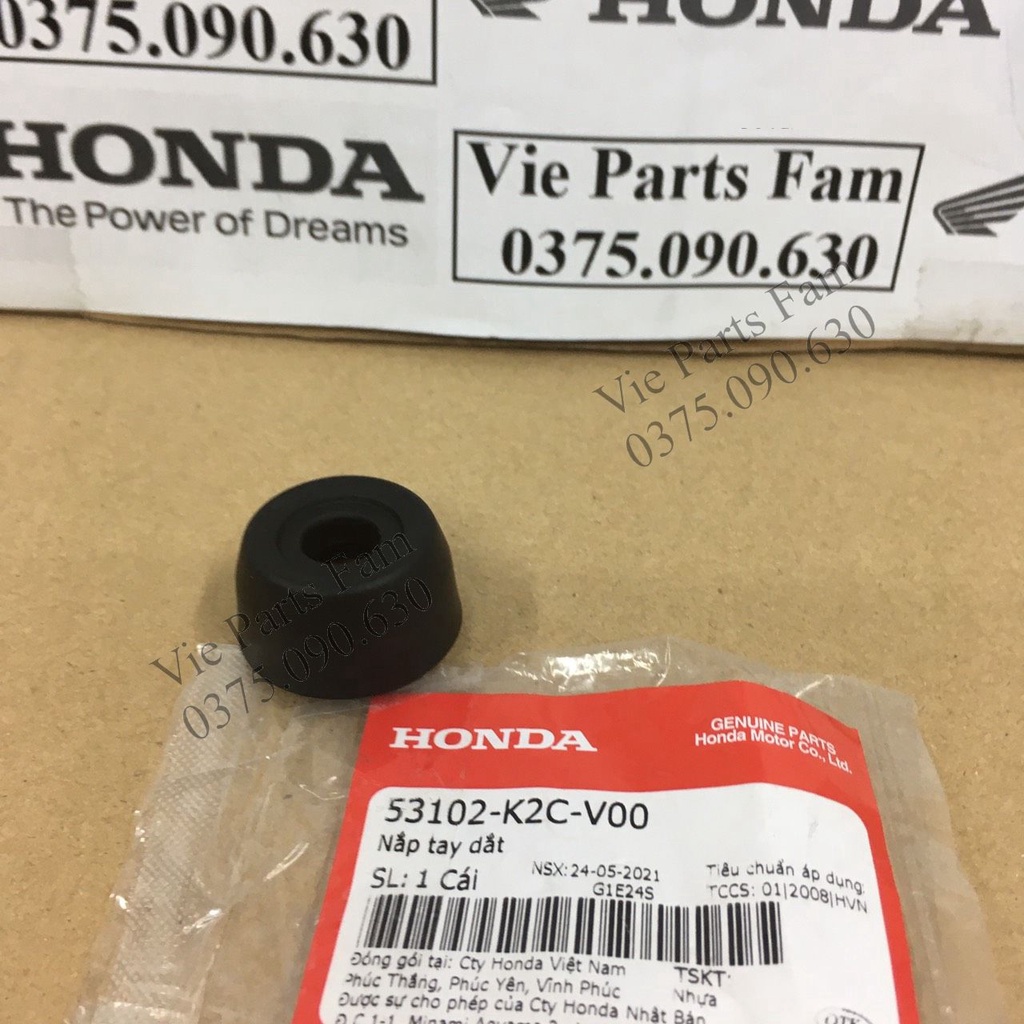 0375.090.630
HONDA
HONDA
The Power of Dreams
Vie Parts Fam
0375.090.630
Vie Parts Fam
0375.090.630
Vie Parts Fam
0375.090.630
HONDA
GENUINE PARTS
Honda Motor Co., Ltd.
53102-K2C-V00
Nắp tay dắt
SL: 1 Cái
NSX:24-05-2021
G1E24S
Tiêu chuẩn áp dụng:
TCCS: 01|2008|HVN
Đóng gói tại: Cty Honda Việt Nam
Phúc Thắng, Phúc Yên, Vĩnh Phúc
Được sự cho phép của Cty Honda Nhật Bản
TSKT:
Nhựa
Đ.C 1-1, Minami Aoyama